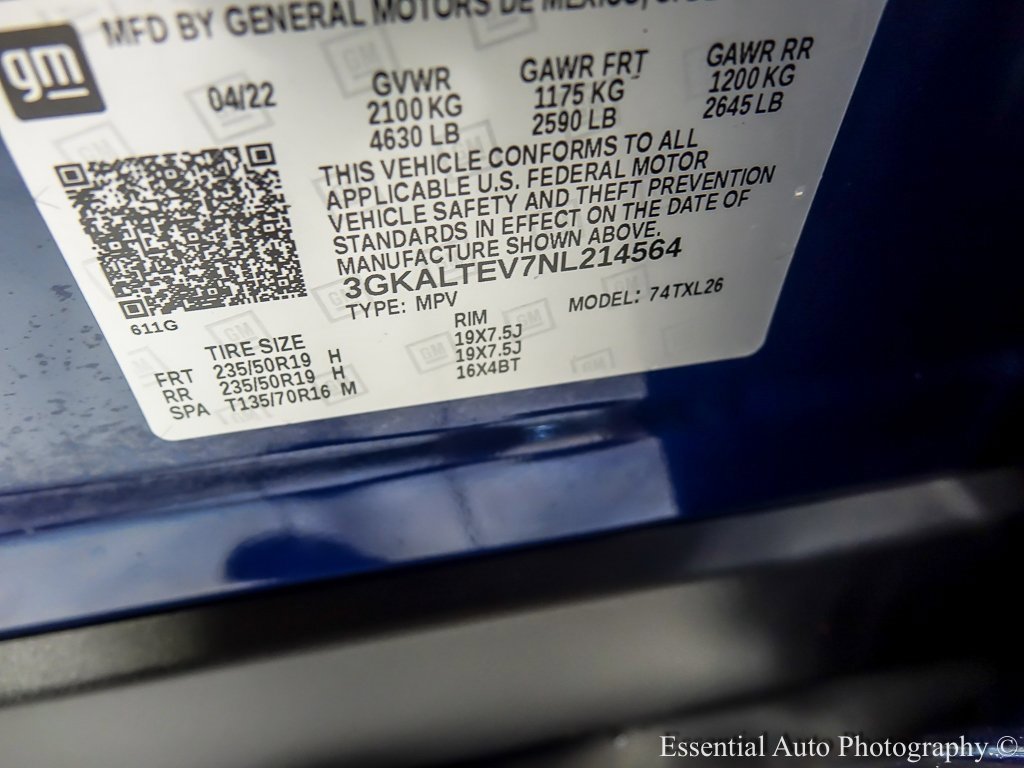 MFD BY GENERAL MOTORS DE MEXICO,
gm
04/22
GVWR
2100 KG
4630 LB
GAWR FRT
1175 KG
2590 LB
GAWR RR
1200 KG
2645 LB
THIS VEHICLE CONFORMS TO ALL
APPLICABLE U.S. FEDERAL MOTOR
VEHICLE SAFETY AND THEFT PREVENTION
STANDARDS IN EFFECT ON THE DATE OF
MANUFACTURE SHOWN ABOVE.
3GKALTEV7NL214564
TYPE: MPV
MODEL: 74TXL26
611G
TIRE SIZE
RIM
FRT 235/50R19 H 19X7.5J
RR 235/50R19 H 19X7.5J
SPA T135/70R16 M 16X4BT
Essential Auto Photography ©